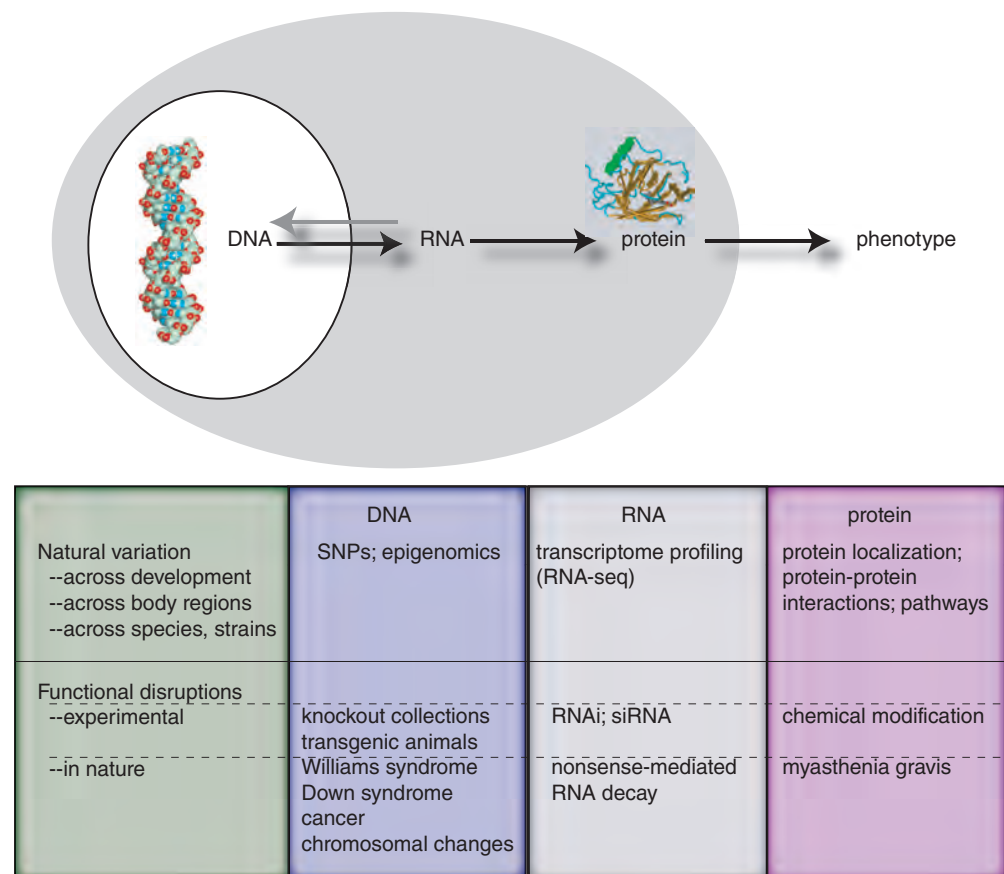 DNA
RNA
protein
phenotype
DNA
RNA
protein
Natural variation
--across development
--across body regions
--across species, strains
SNPs; epigenomics
transcriptome profiling
(RNA-seq)
protein localization;
protein-protein
interactions; pathways
Functional disruptions
--experimental
knockout collections
transgenic animals
RNAi; siRNA
chemical modification
--in nature
Williams syndrome
Down syndrome
cancer
chromosomal changes
nonsense-mediated
RNA decay
myasthenia gravis